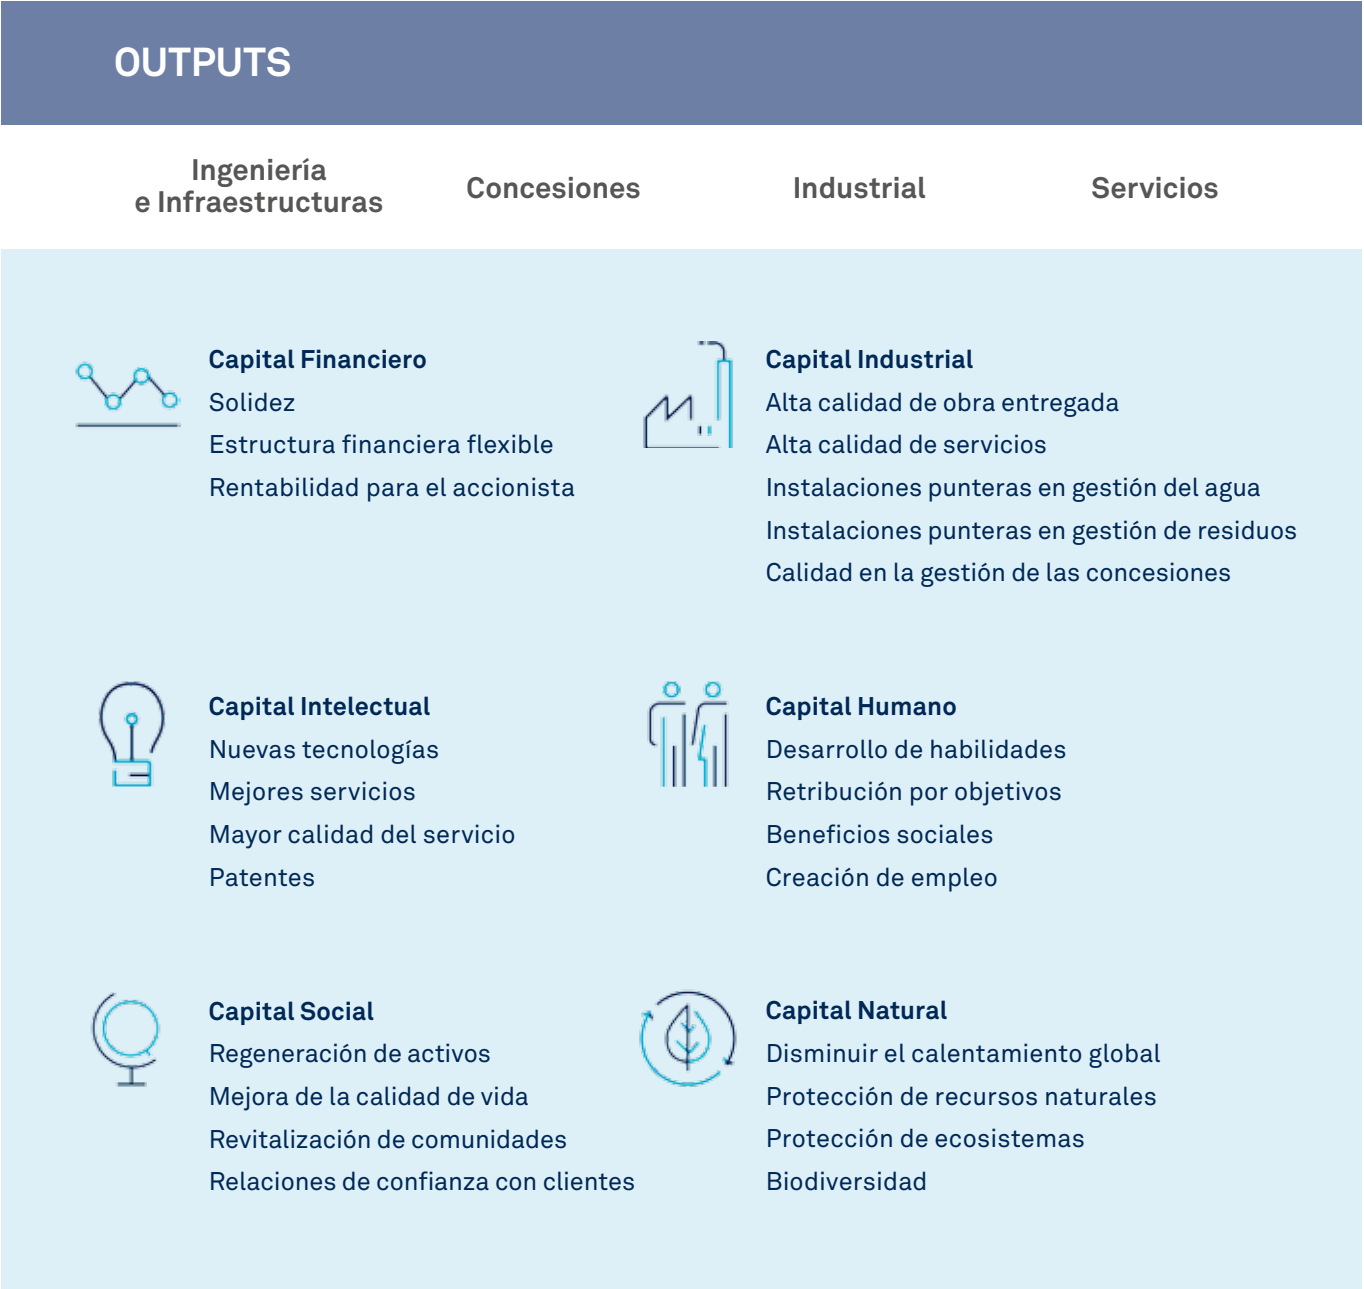 OUTPUTS
Ingeniería
e Infraestructuras
Concesiones
Industrial
Servicios
Capital Financiero
Solidez
Estructura financiera flexible
Rentabilidad para el accionista
Capital Industrial
Alta calidad de obra entregada
Alta calidad de servicios
Instalaciones punteras en gestión del agua
Instalaciones punteras en gestión de residuos
Calidad en la gestión de las concesiones
Capital Intelectual
Nuevas tecnologías
Mejores servicios
Mayor calidad del servicio
Patentes
Capital Humano
Desarrollo de habilidades
Retribución por objetivos
Beneficios sociales
Creación de empleo
Capital Social
Regeneración de activos
Mejora de la calidad de vida
Revitalización de comunidades
Relaciones de confianza con clientes
Capital Natural
Disminuir el calentamiento global
Protección de recursos naturales
Protección de ecosistemas
Biodiversidad